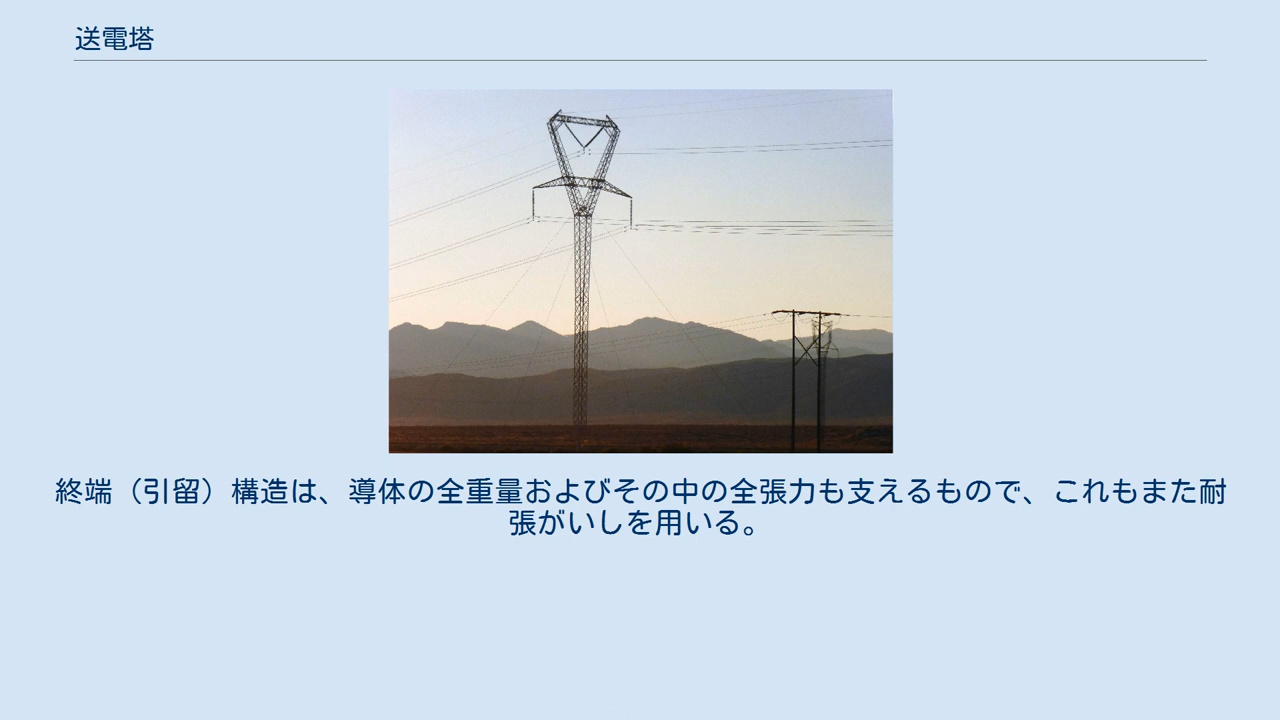 送電塔
終端（引留）構造は、導体の全重量およびその中の全張力も支えるもので、これもまた耐
張がいしを用いる。